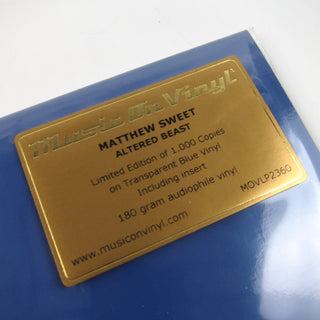 Music On Vinyl
MATTHEW SWEET
ALTERED BEAST
Limited Edition of 1.000 Copies
on Transparent Blue Vinyl
Including insert
180 gram audiophile vinyl
www.musiconvinyl.com
MOVLP2360